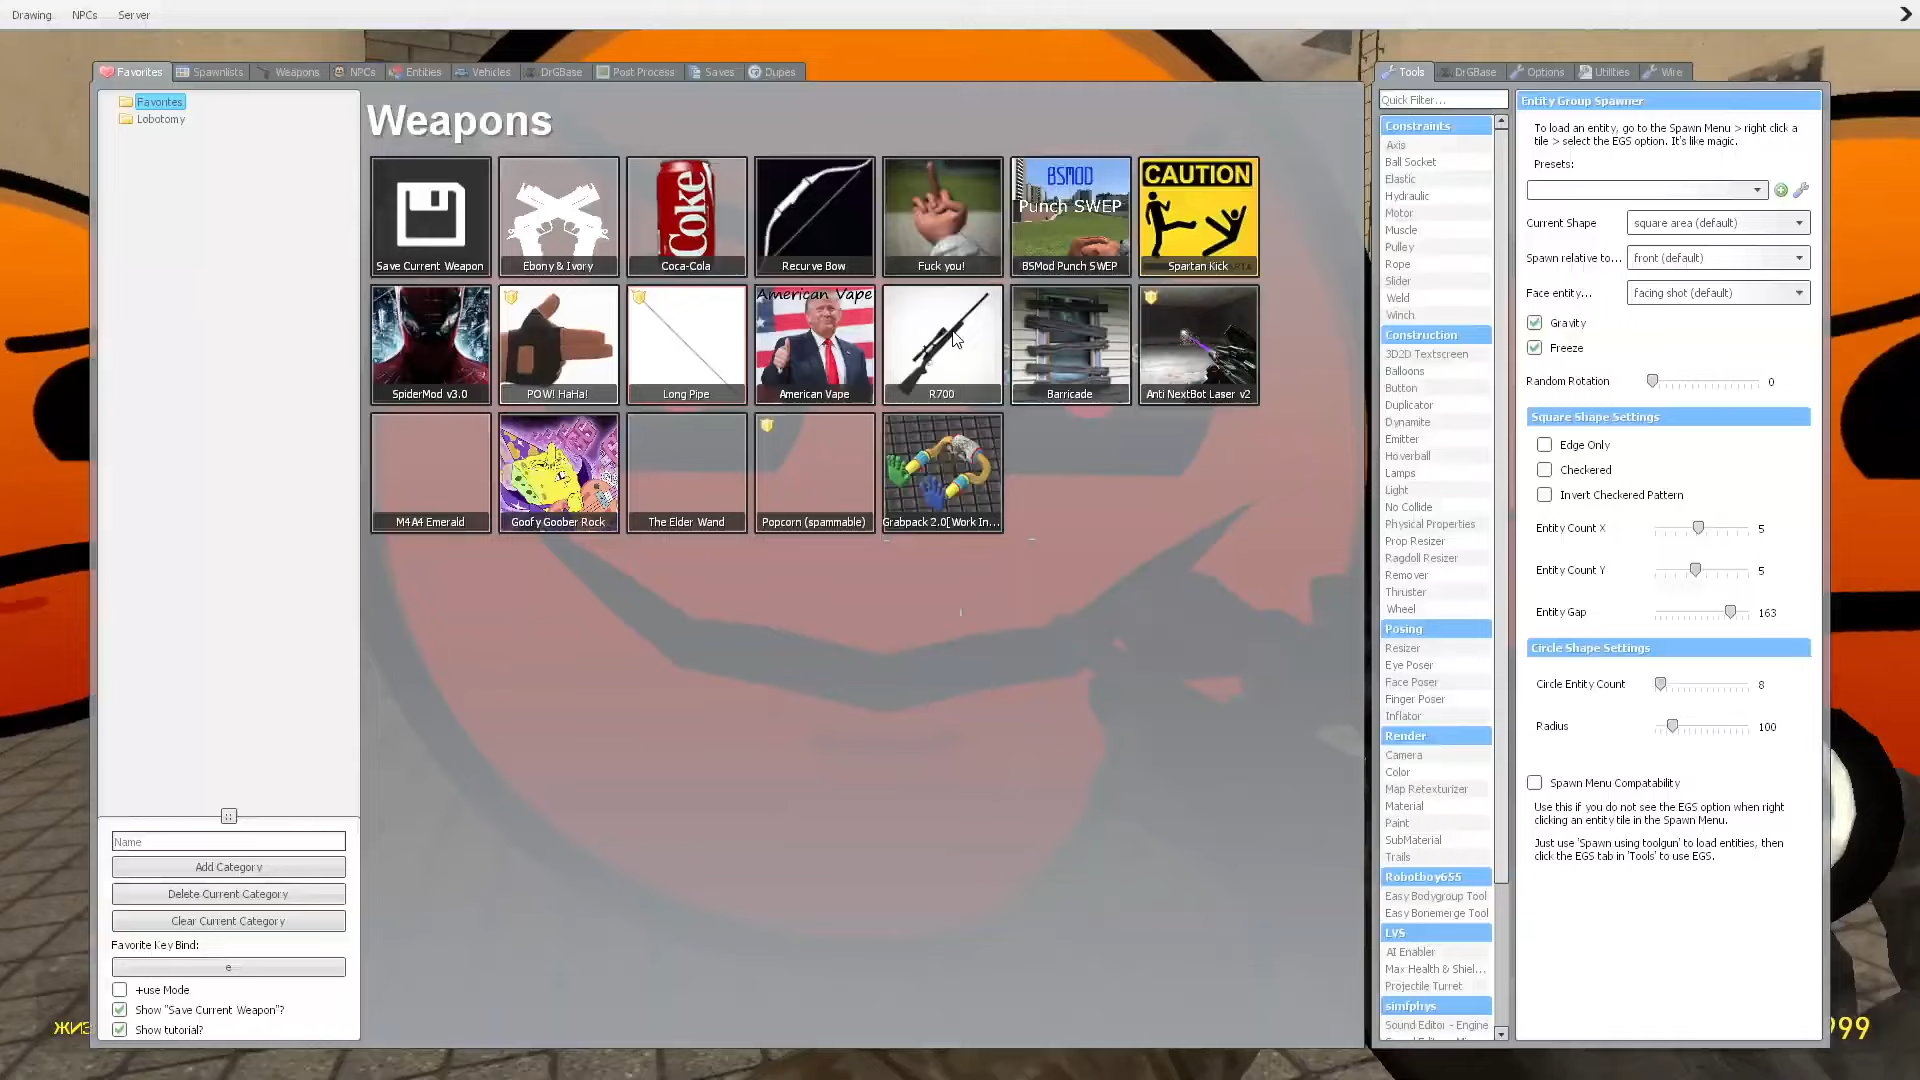 Drawing NPCs Server
Favorites Spawnlists Weapons NPCs Entities Vehicles DrGBase Post Process Saves Dupes
Favorites
Lobotomy
Weapons
Save Current Weapon
Ebony & Ivory
Coke
Coca-Cola
Recurve Bow
Fuck you!
BSMOD
Punch SWEP
BSMod Punch SWEP
CAUTION
Spartan Kick
SpiderMod v3.0
POW! HaHa!
Long Pipe
American Vape
American Vape
R700
Barricade
Anti NextBot Laser v2
M4A4 Emerald
Goofy Goober Rock
The Elder Wand
Popcorn (spammable)
Grabpack 2.0[Work In...
Name
Add Category
Delete Current Category
Clear Current Category
Favorite Key Bind:
e
+use Mode
Show "Save Current Weapon"?
Show tutorial?
ЖИЗ
Tools DrGBase Options Utilities Wire
Quick Filter...
Constraints
Axis
Ball Socket
Elastic
Hydraulic
Motor
Muscle
Pulley
Rope
Slider
Weld
Winch
Construction
3D2D Textscreen
Balloons
Button
Duplicator
Dynamite
Emitter
Hoverball
Lamps
Light
No Collide
Physical Properties
Prop Resizer
Ragdoll Resizer
Remover
Thruster
Wheel
Posing
Resizer
Eye Poser
Face Poser
Finger Poser
Inflator
Render
Camera
Color
Map Retexturizer
Material
Paint
SubMaterial
Trails
Robotboy655
Easy Bodygroup Tool
Easy Bonemerge Tool
LVS
AI Enabler
Max Health & Shiel...
Projectile Turret
simfphys
Sound Editor - Engine
Entity Group Spawner
To load an entity, go to the Spawn Menu > right click a
tile > select the EGS option. It's like magic.
Presets:
Current Shape square area (default)
Spawn relative to... front (default)
Face entity... facing shot (default)
Gravity
Freeze
Random Rotation 0
Square Shape Settings
Edge Only
Checkered
Invert Checkered Pattern
Entity Count X 5
Entity Count Y 5
Entity Gap 163
Circle Shape Settings
Circle Entity Count 8
Radius 100
Spawn Menu Compatability
Use this if you do not see the EGS option when right
clicking an entity tile in the Spawn Menu.
Just use 'Spawn using toolgun' to load entities, then
click the EGS tab in 'Tools' to use EGS.
999